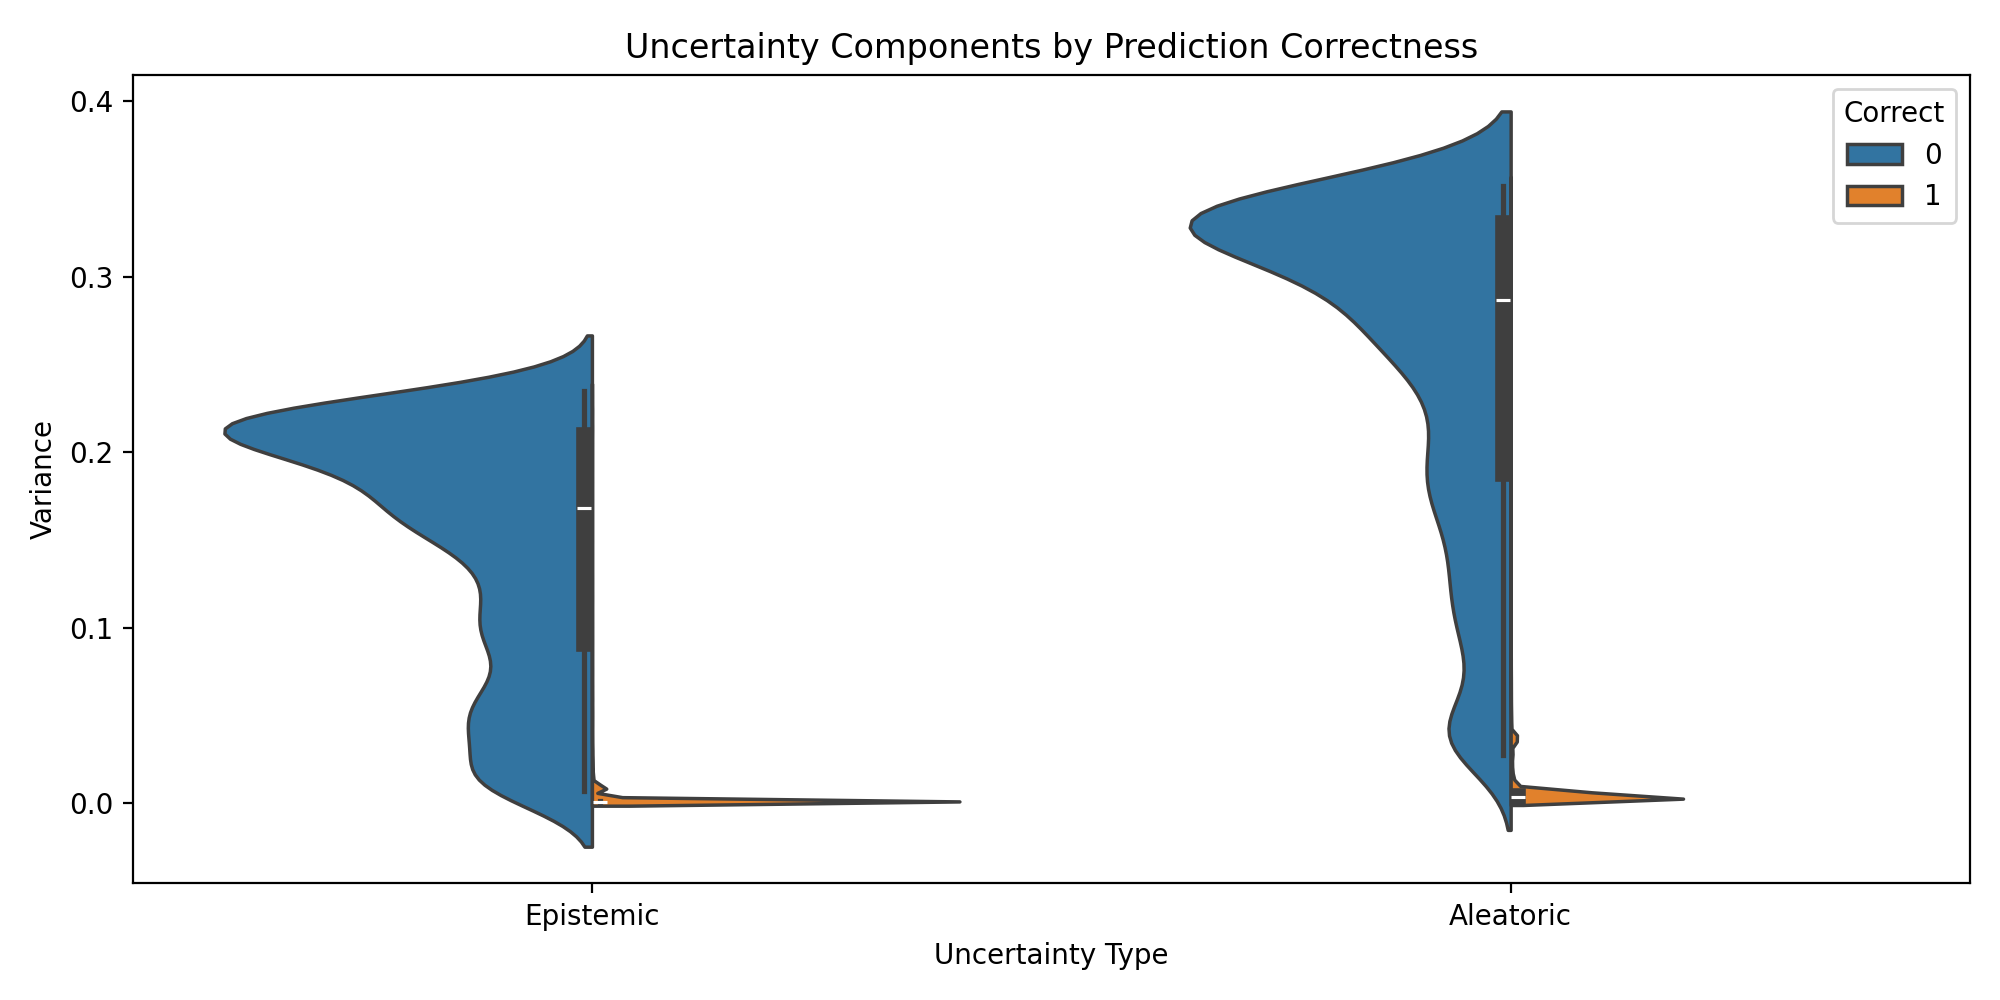 Uncertainty Components by Prediction Correctness
Correct
0
1
0.4
0.3
0.2
0.1
0.0
Variance
Epistemic
Aleatoric
Uncertainty Type